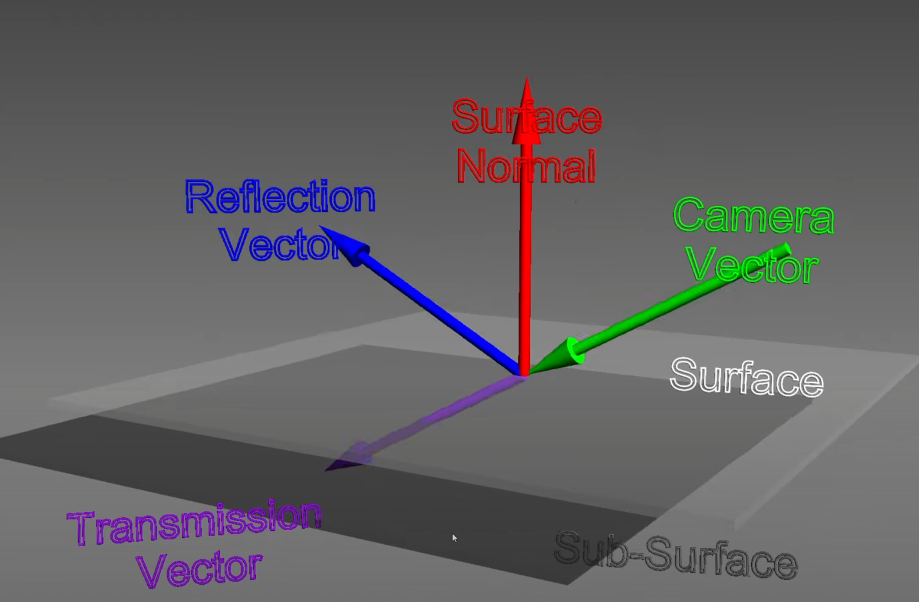 Surface
Normal
Reflection
Vector
Camera
Vector
Surface
Transmission
Vector
Sub-Surface